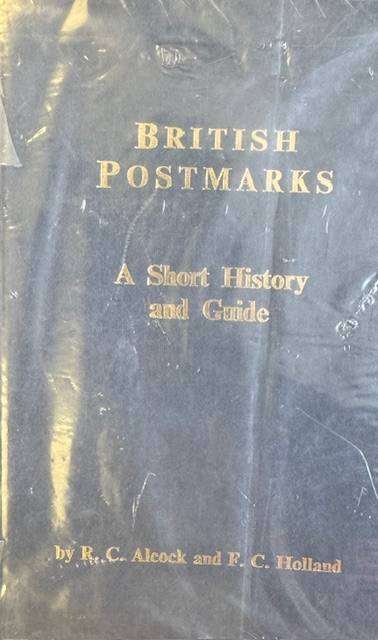 BRITISH
POSTMARKS
A Short History
and Guide
by R. C. Alcock and F. C. Holland